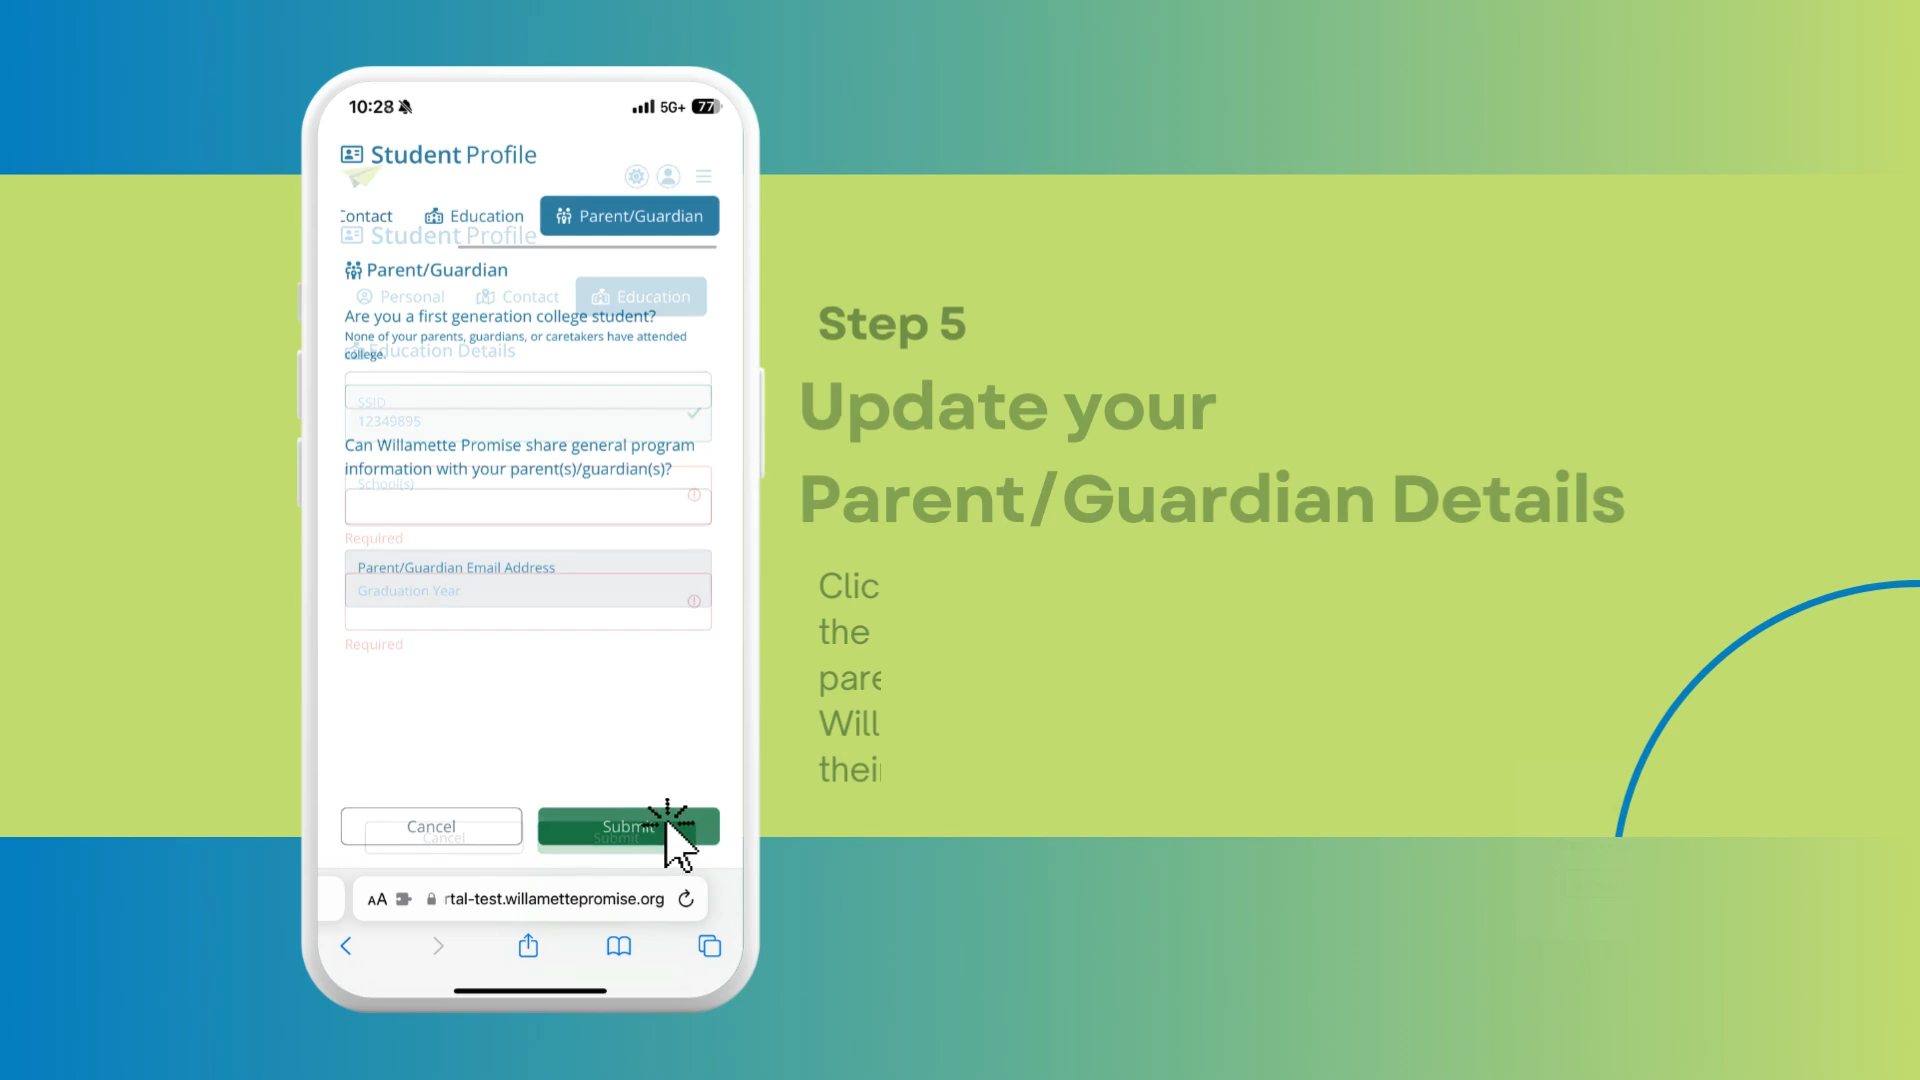 10:28
5G+ 77
Student Profile
Contact Education Parent/Guardian
Student Profile
Parent/Guardian
Personal Contact Education
Are you a first generation college student?
None of your parents, guardians, or caretakers have attended
college.
Education Details
SSID
12349895
Can Willamette Promise share general program
information with your parent(s)/guardian(s)?
School(s)
Required
Parent/Guardian Email Address
Graduation Year
Required
Cancel Submit
Cancel Submit
AA rtal-test.willamettepromise.org
Step 5
Update your
Parent/Guardian Details
Clic
the
pare
Will
thei